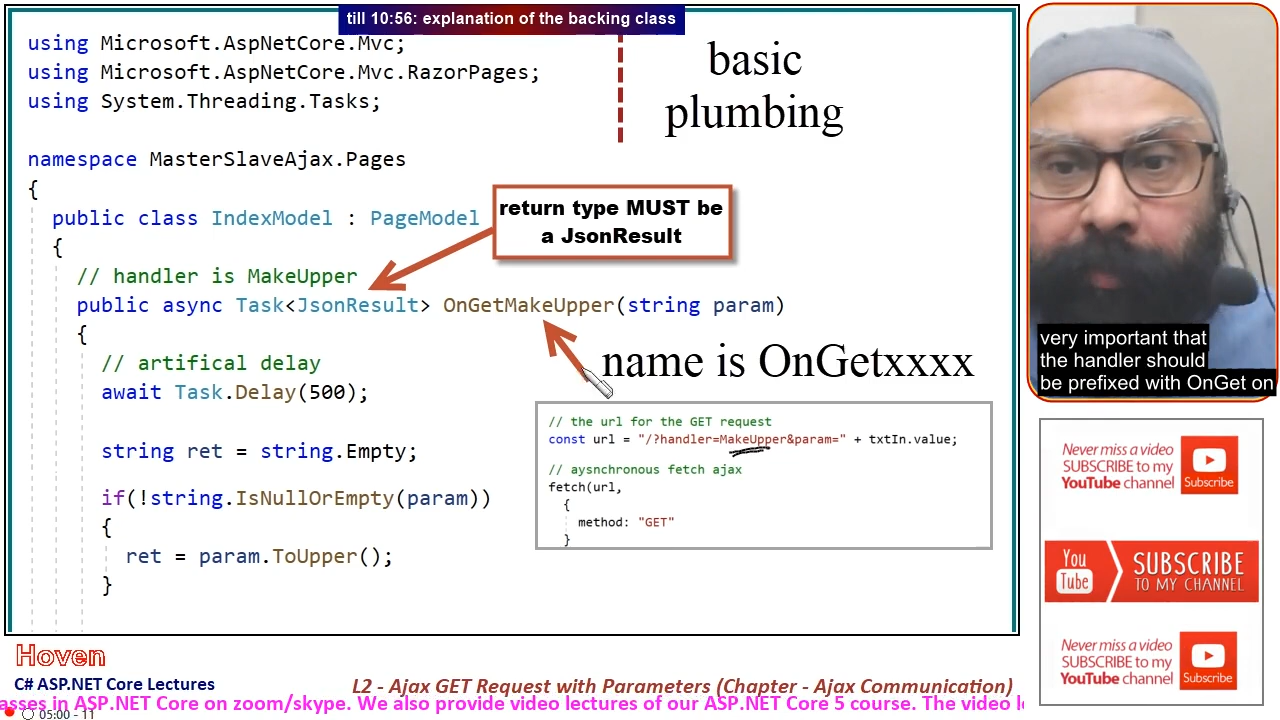 till 10:56: explanation of the backing class
using Microsoft.AspNetCore.Mvc;
using Microsoft.AspNetCore.Mvc.RazorPages;
using System.Threading.Tasks;
basic
plumbing
namespace MasterSlaveAjax.Pages
{
public class IndexModel : PageModel
{
return type MUST be
a JsonResult
// handler is MakeUpper
public async Task<JsonResult> OnGetMakeUpper(string param)
{
// artifical delay
await Task.Delay(500);
name is OnGetxxxx
string ret = string.Empty;
if(!string.IsNullOrEmpty(param))
{
ret = param.ToUpper();
}
// the url for the GET request
const url = "/?handler=MakeUpper&param=" + txtIn.value;
// aysnchronous fetch ajax
fetch(url,
{
method: "GET"
}
very important that
the handler should
be prefixed with OnGet on
Never miss a video
SUBSCRIBE to my
YouTube channel
Subscribe
You
Tube
SUBSCRIBE
TO MY CHANNEL
Never miss a video
SUBSCRIBE to my
YouTube channel
Subscribe
Hoven
C# ASP.NET Core Lectures
L2 - Ajax GET Request with Parameters (Chapter - Ajax Communication)
asses in ASP.NET Core on zoom/skype. We also provide video lectures of our ASP.NET Core 5 course. The video
05:00 - 11